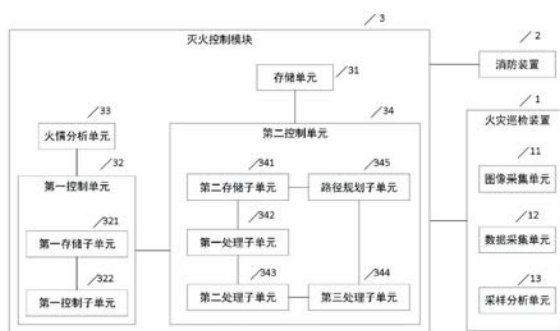 3
灭火控制模块
2
消防装置
存储单元
31
33
火情分析单元
34
第二控制单元
1
火灾巡检装置
32
第一控制单元
341
第二存储子单元
345
路径规划子单元
11
图像采集单元
321
第一存储子单元
342
第一处理子单元
12
数据采集单元
322
第一控制子单元
343
第二处理子单元
344
第三处理子单元
13
采样分析单元